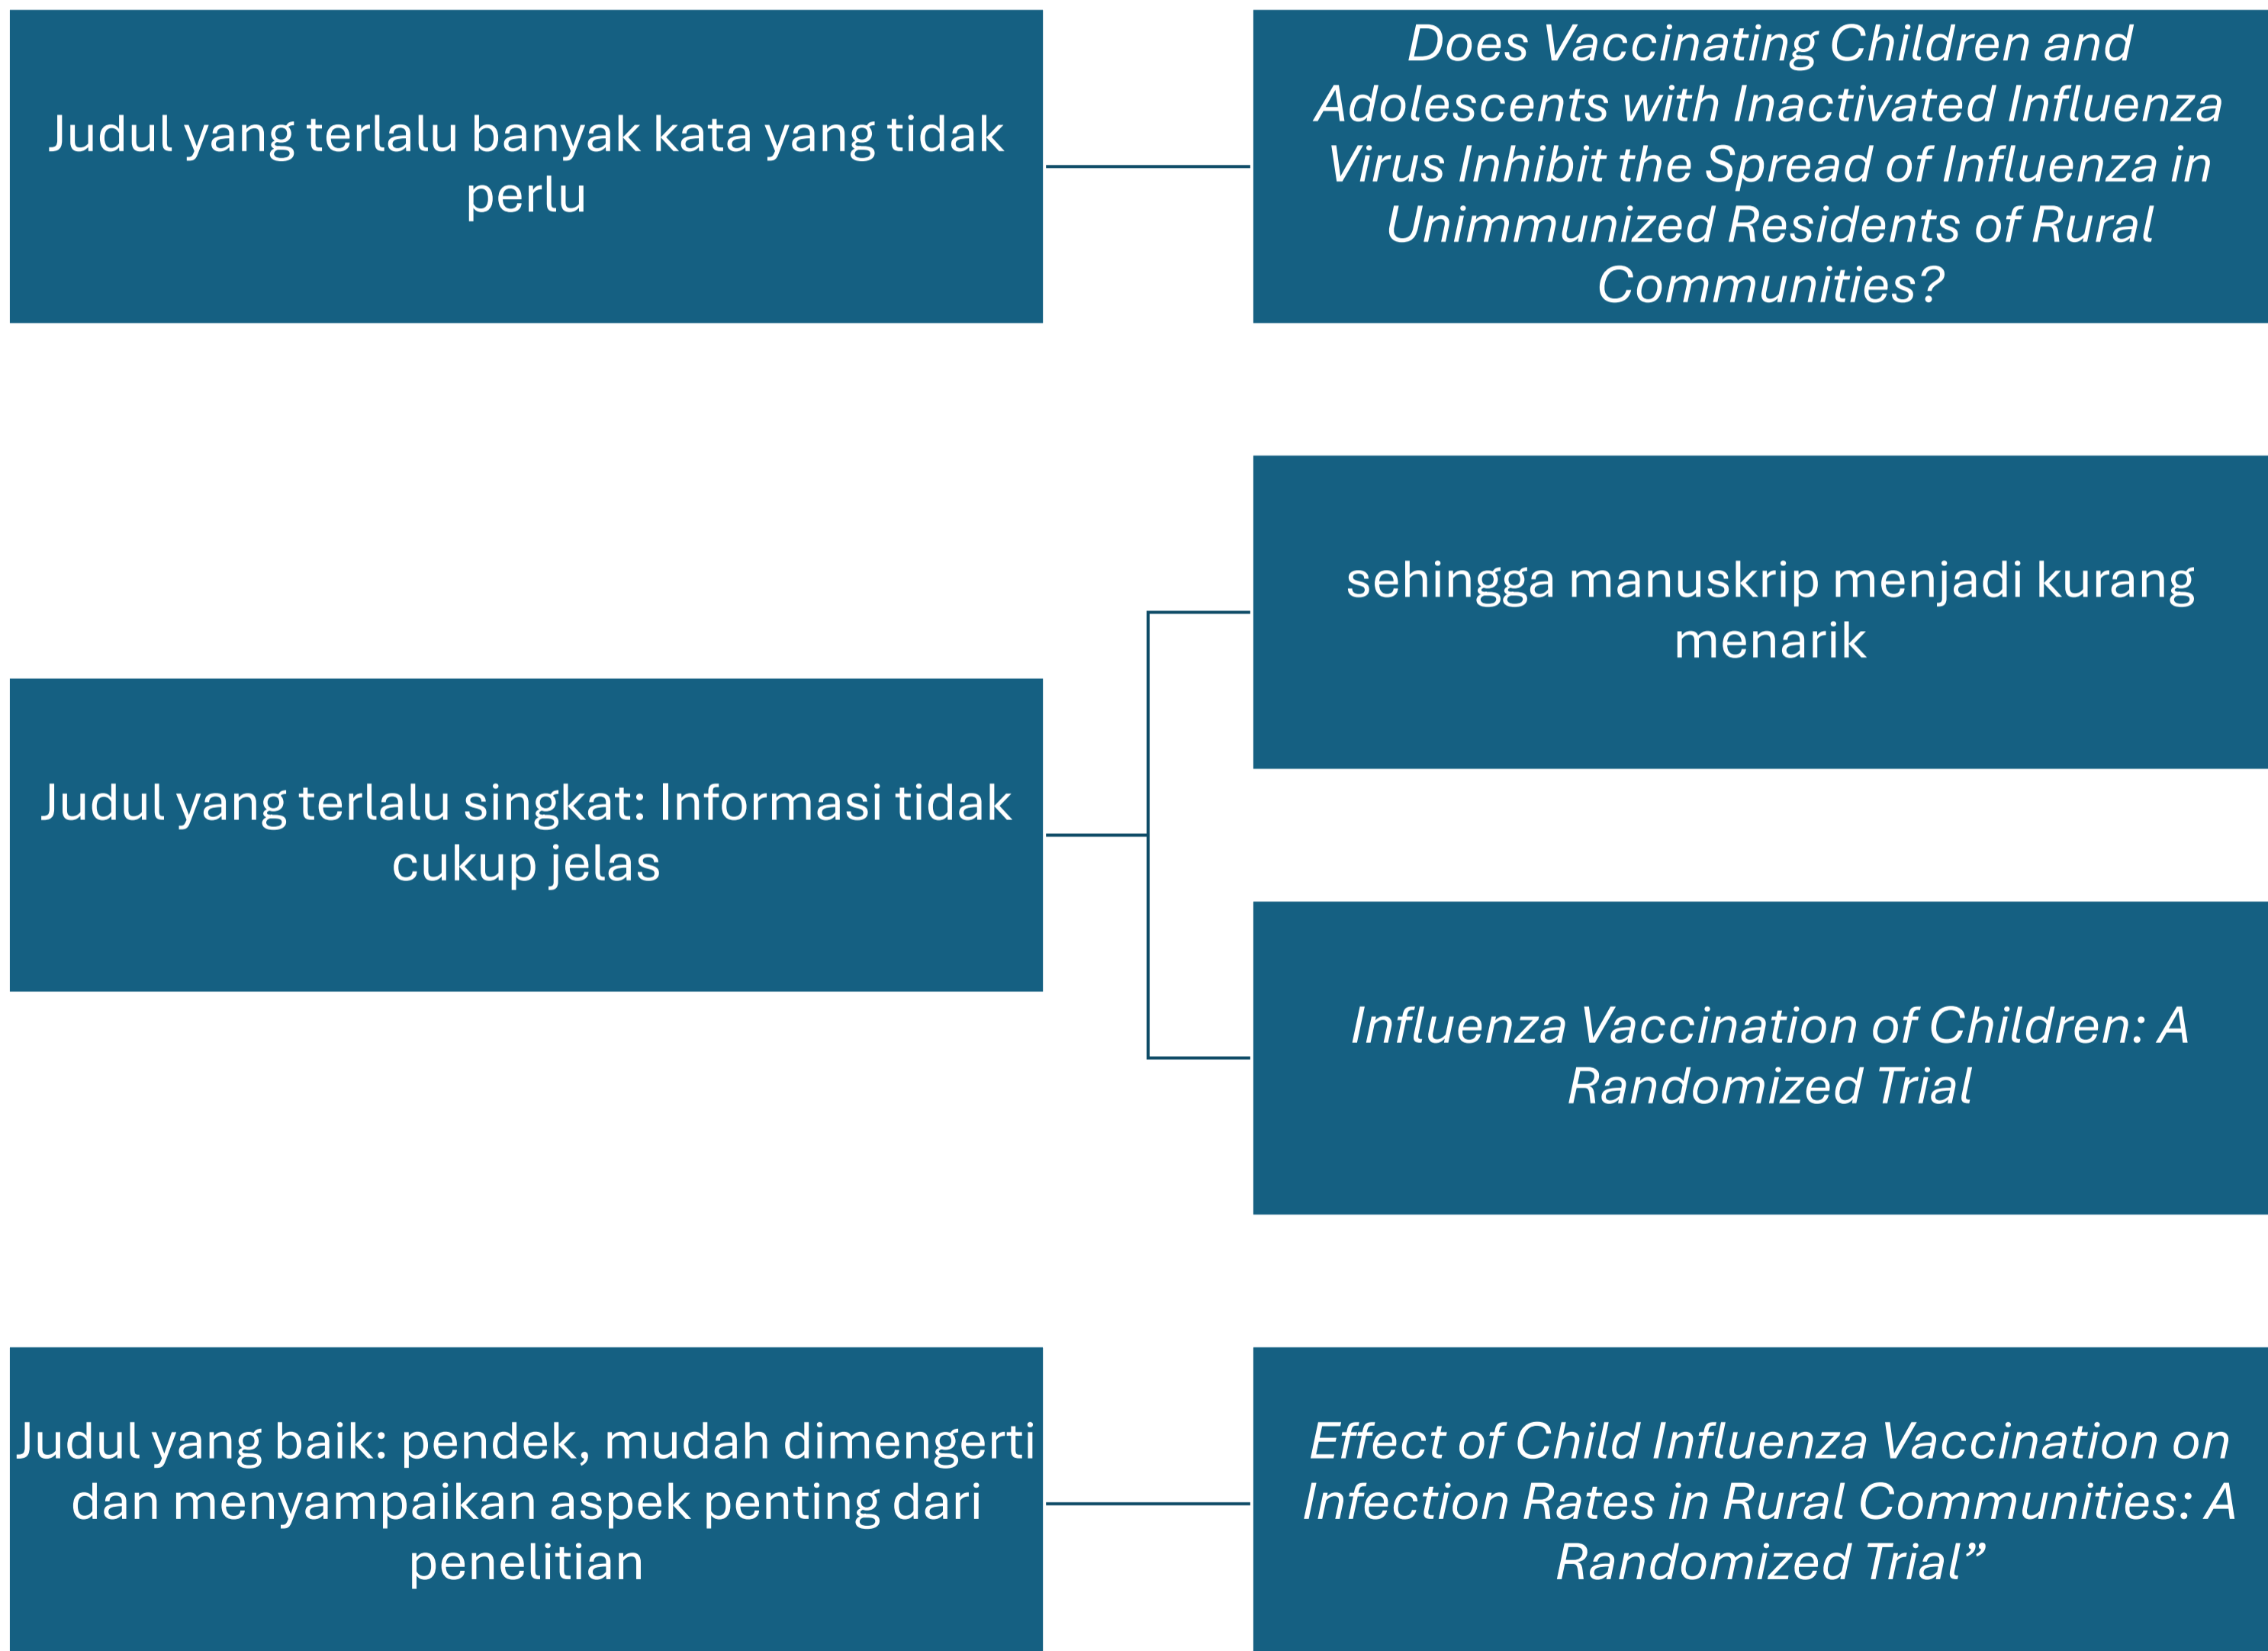 Judul yang terlalu banyak kata yang tidak
perlu
Does Vaccinating Children and
Adolescents with Inactivated Influenza
Virus Inhibit the Spread of Influenza in
Unimmunized Residents of Rural
Communities?
Judul yang terlalu singkat: Informasi tidak
cukup jelas
sehingga manuskrip menjadi kurang
menarik
Influenza Vaccination of Children: A
Randomized Trial
Judul yang baik: pendek, mudah dimengerti
dan menyampaikan aspek penting dari
penelitian
Effect of Child Influenza Vaccination on
Infection Rates in Rural Communities: A
Randomized Trial”